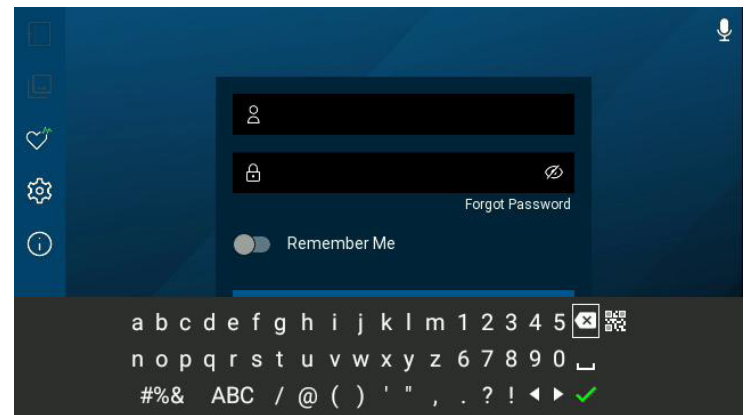 Forgot Password
Remember Me
a b c d e f g h i j k l m 1 2 3 4 5
n o p q r s t u v w x y z 6 7 8 9 0
#%& ABC / @ ( ) ' " , . ? !